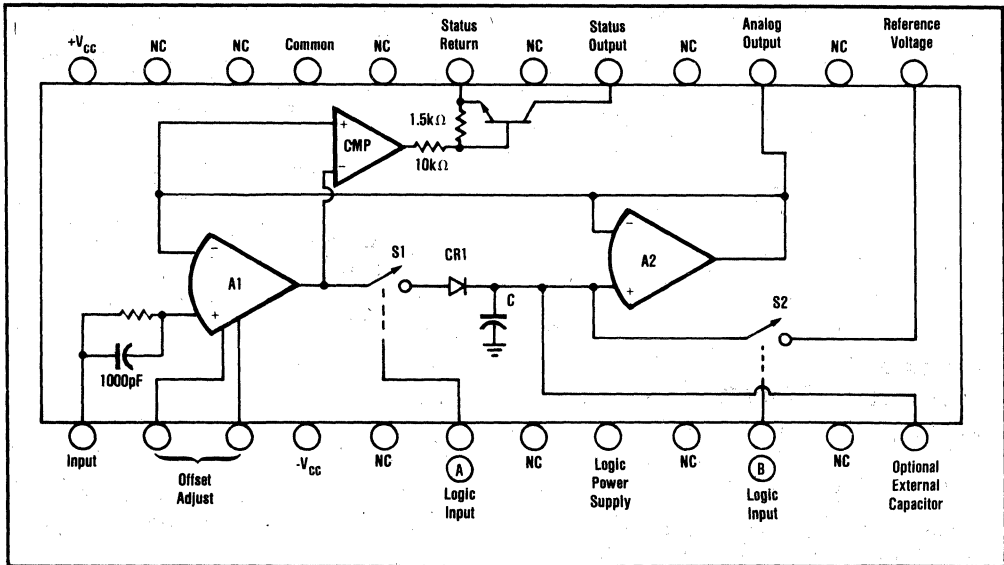 +VCC
NC
NC
Common
NC
Status
Return
NC
Status
Output
NC
Analog
Output
NC
Reference
Voltage
1.5kΩ
+
CMP
-
10kΩ
-
A1
+
S1
CR1
C
-
A2
+
S2
1000pF
Input
Offset
Adjust
-VCC
NC
A
Logic
Input
NC
Logic
Power
Supply
NC
B
Logic
Input
NC
Optional
External
Capacitor